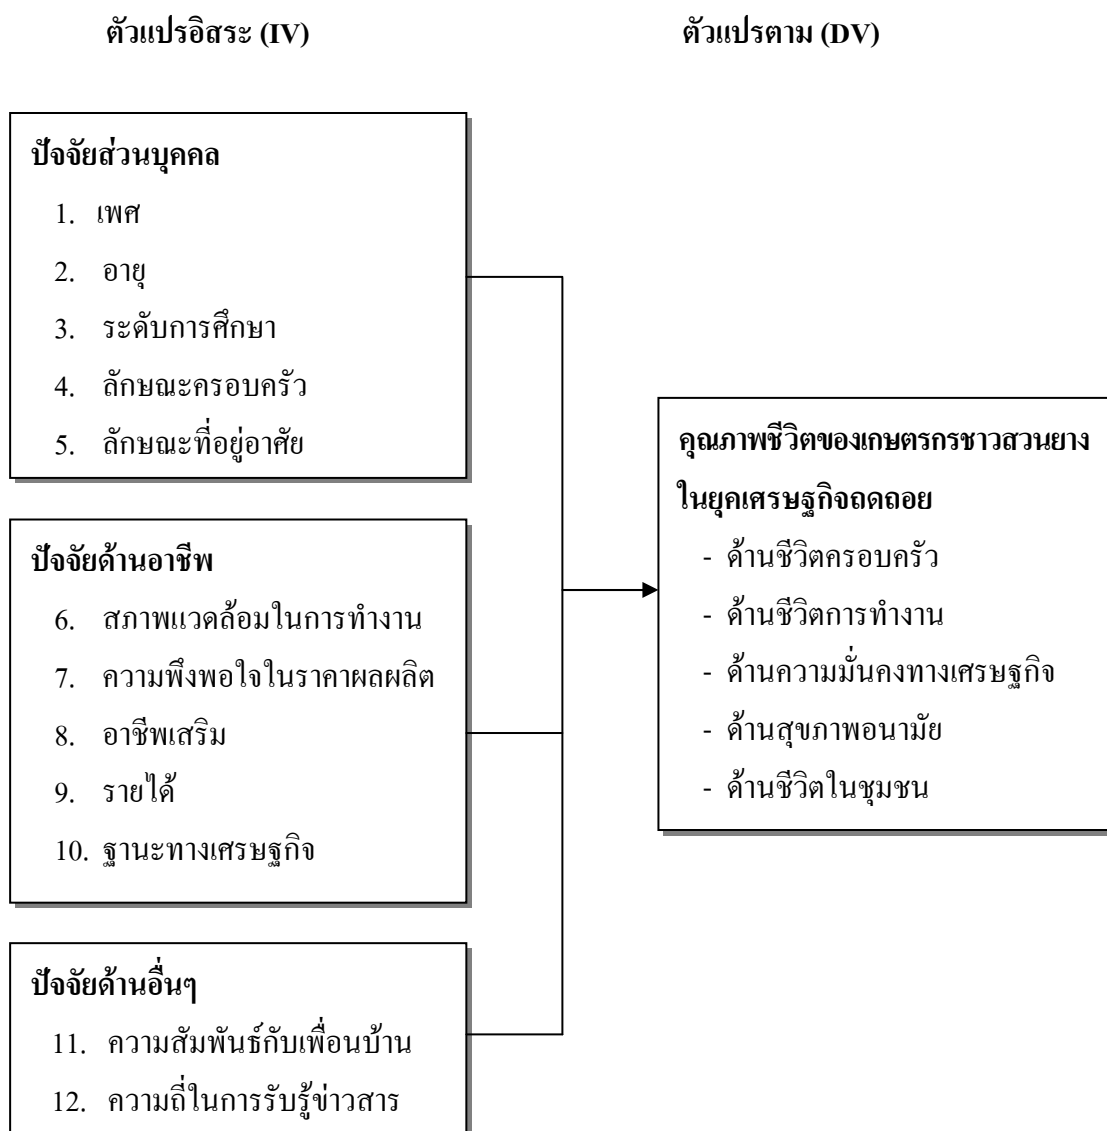 ตัวแปรอิสระ (IV)
ตัวแปรตาม (DV)
ปัจจัยส่วนบุคคล
1. เพศ
2. อายุ
3. ระดับการศึกษา
4. ลักษณะครอบครัว
5. ลักษณะที่อยู่อาศัย
ปัจจัยด้านอาชีพ
6. สภาพแวดล้อมในการทำงาน
7. ความพึงพอใจในราคาผลผลิต
8. อาชีพเสริม
9. รายได้
10. ฐานะทางเศรษฐกิจ
ปัจจัยด้านอื่นๆ
11. ความสัมพันธ์กับเพื่อนบ้าน
12. ความถี่ในการรับรู้ข่าวสาร
คุณภาพชีวิตของเกษตรกรชาวสวนยาง
ในยุคเศรษฐกิจถดถอย
- ด้านชีวิตครอบครัว
- ด้านชีวิตการทำงาน
- ด้านความมั่นคงทางเศรษฐกิจ
- ด้านสุขภาพอนามัย
- ด้านชีวิตในชุมชน